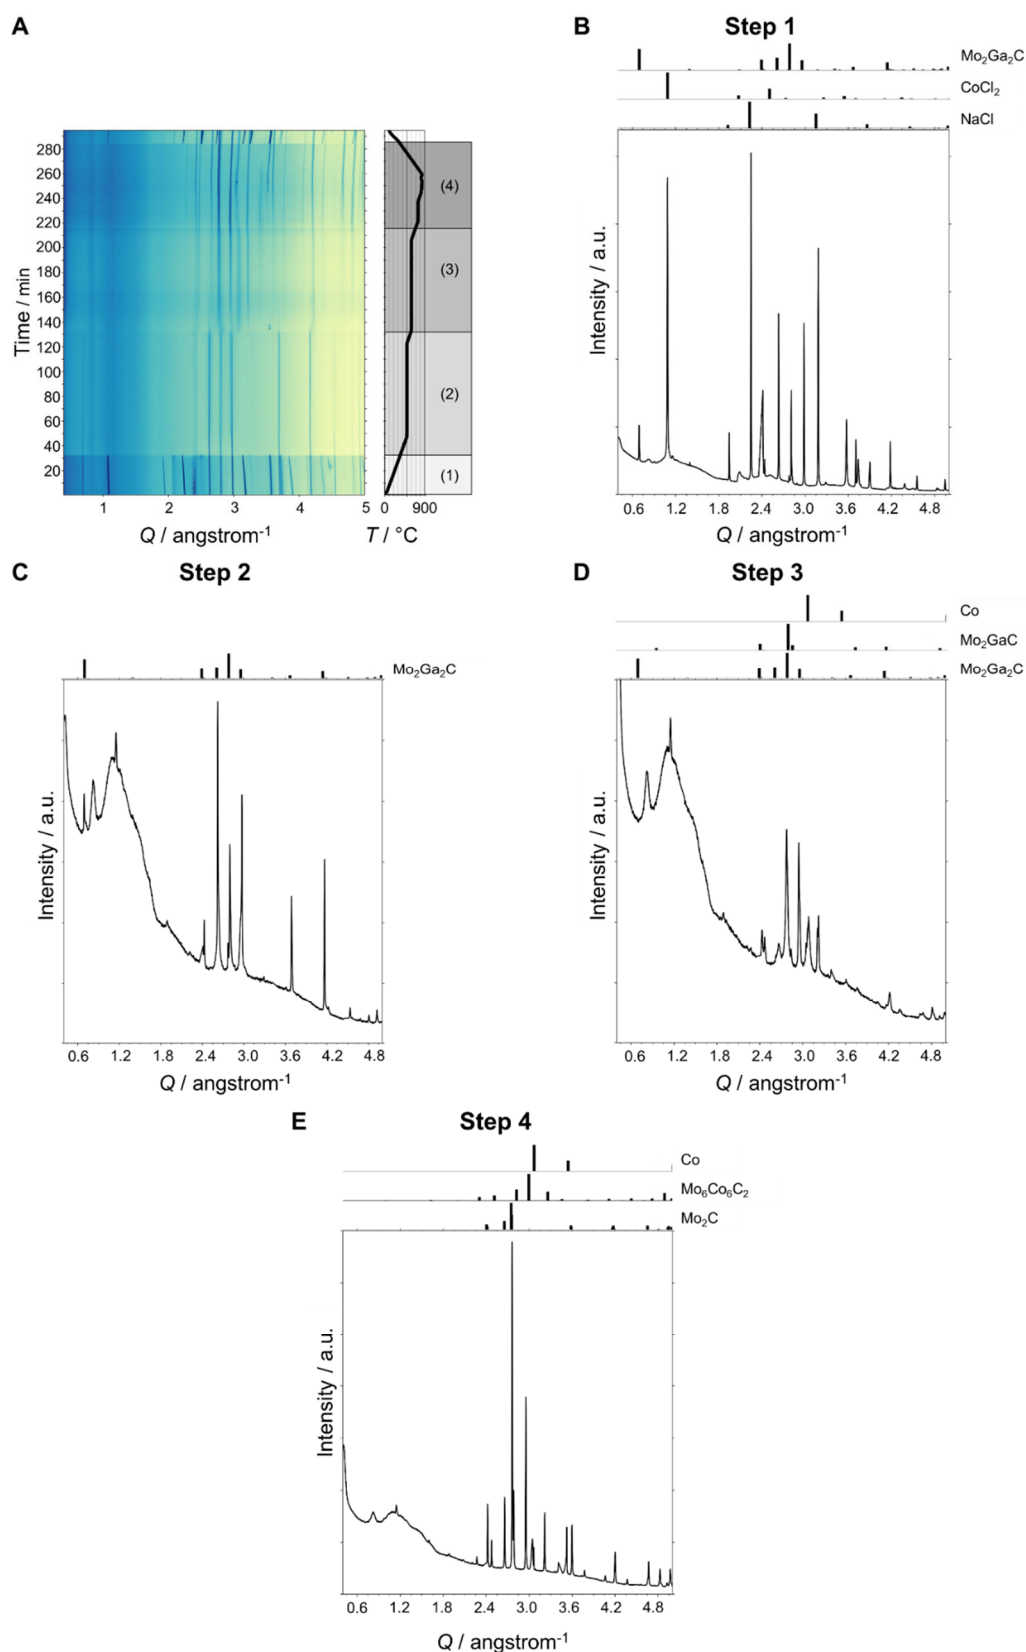 A
280
260
240
220
200
180
160
140
120
100
80
60
40
20
Time / min
1 2 3 4 5
Q / angstrom-1
(4)
(3)
(2)
(1)
0 900
T / °C
B
Step 1
Mo2Ga2C
CoCl2
NaCl
Intensity / a.u.
0.6 1.2 1.8 2.4 3.0 3.6 4.2 4.8
Q / angstrom-1
C
Step 2
Mo2Ga2C
Intensity / a.u.
0.6 1.2 1.8 2.4 3.0 3.6 4.2 4.8
Q / angstrom-1
D
Step 3
Co
Mo2GaC
Mo2Ga2C
Intensity / a.u.
0.6 1.2 1.8 2.4 3.0 3.6 4.2 4.8
Q / angstrom-1
E
Step 4
Co
Mo6Co6C2
Mo2C
Intensity / a.u.
0.6 1.2 1.8 2.4 3.0 3.6 4.2 4.8
Q / angstrom-1